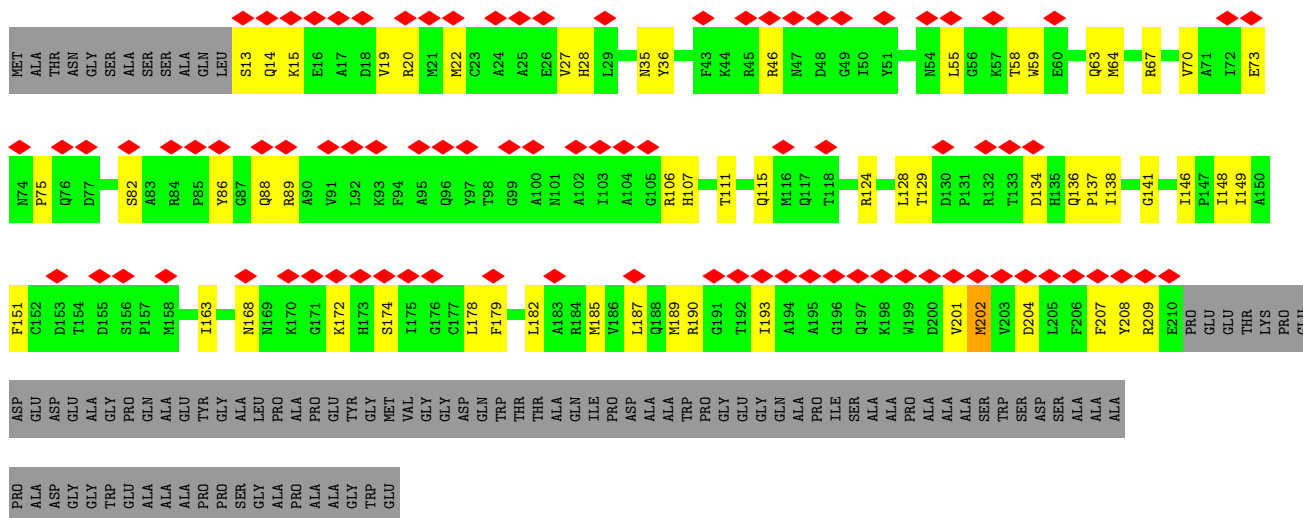 MET ALA THR ASN GLY SER ALA SER SER ALA GLN LEU S13 Q14 K15 E16 A17 D18 V19 R20 M21 M22 C23 A24 A25 E26 V27 H28 L29 N35 Y36 F43 K44 R45 R46 N47 D48 G49 I50 Y51 N54 L55 G56 K57 T58 W59 E60 Q63 M64 R67 V70 A71 I72 E73
N74 P75 Q76 D77 S82 A83 R84 P85 Y86 G87 Q88 R89 A90 V91 L92 K93 F94 A95 Q96 Y97 T98 G99 A100 N101 A102 I103 A104 G105 R106 H107 T111 Q115 M116 Q117 T118 R124 L128 T129 D130 P131 R132 T133 D134 H135 Q136 P137 I138 G141 I146 P147 I148 I149 A150
F151 C152 D153 T154 D155 S156 P157 M158 I163 N168 N169 K170 G171 K172 H173 S174 I175 G176 C177 L178 F179 L182 A183 R184 M185 V186 L187 Q188 M189 R190 G191 T192 I193 A194 A195 G196 Q197 K198 W199 D200 V201 M202 V203 D204 L205 F206 F207 Y208 R209 E210 PRO GLU GLU THR LYS PRO GLU
ASP GLU ASP GLU ALA GLY PRO GLN ALA GLU TYR GLY ALA LEU PRO ALA PRO GLU TYR GLY MET VAL GLY GLY ASP GLN TRP THR THR ALA GLN ILE PRO ASP ALA ALA TRP PRO GLY GLU GLY GLN ALA PRO ILE SER ALA ALA PRO ALA ALA ALA SER TRP SER ASP SER ALA ALA ALA
PRO ALA ASP GLY GLY TRP GLU ALA ALA ALA PRO PRO SER GLY ALA PRO ALA ALA GLY TRP GLU